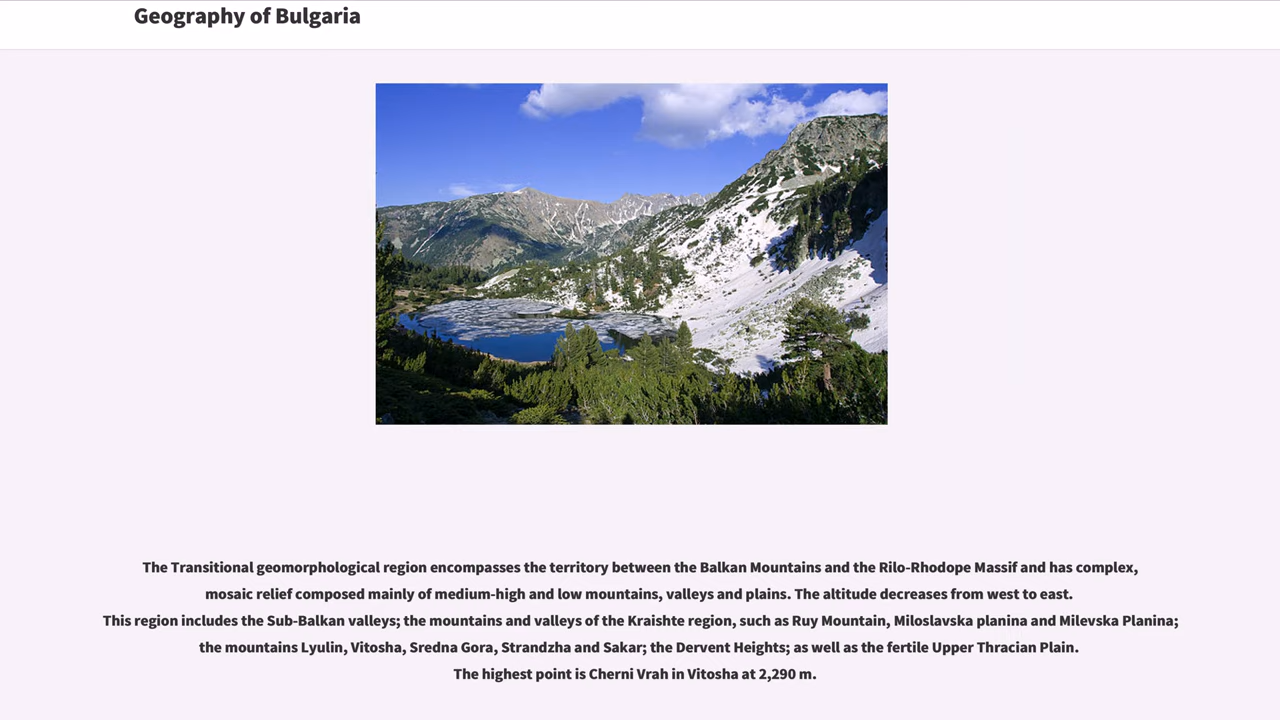 Geography of Bulgaria
The Transitional geomorphological region encompasses the territory between the Balkan Mountains and the Rilo-Rhodope Massif and has complex,
mosaic relief composed mainly of medium-high and low mountains, valleys and plains. The altitude decreases from west to east.
This region includes the Sub-Balkan valleys; the mountains and valleys of the Kraishte region, such as Ruy Mountain, Miloslavska planina and Milevska Planina;
the mountains Lyulin, Vitosha, Sredna Gora, Strandzha and Sakar; the Dervent Heights; as well as the fertile Upper Thracian Plain.
The highest point is Cherni Vrah in Vitosha at 2,290 m.